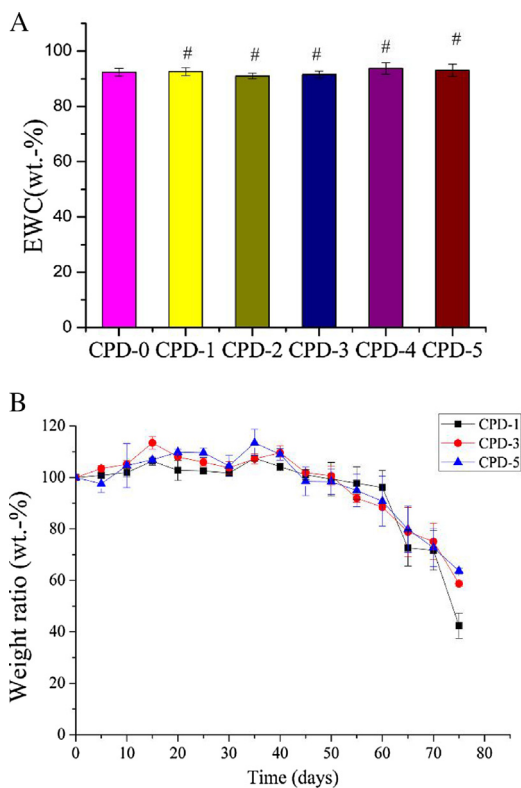 A
# # # # #
EWC(wt.-%)
100
80
60
40
20
0
CPD-0 CPD-1 CPD-2 CPD-3 CPD-4 CPD-5
B
Weight ratio (wt.-%)
120
100
80
60
40
20
0
CPD-1
CPD-3
CPD-5
0 10 20 30 40 50 60 70 80
Time (days)